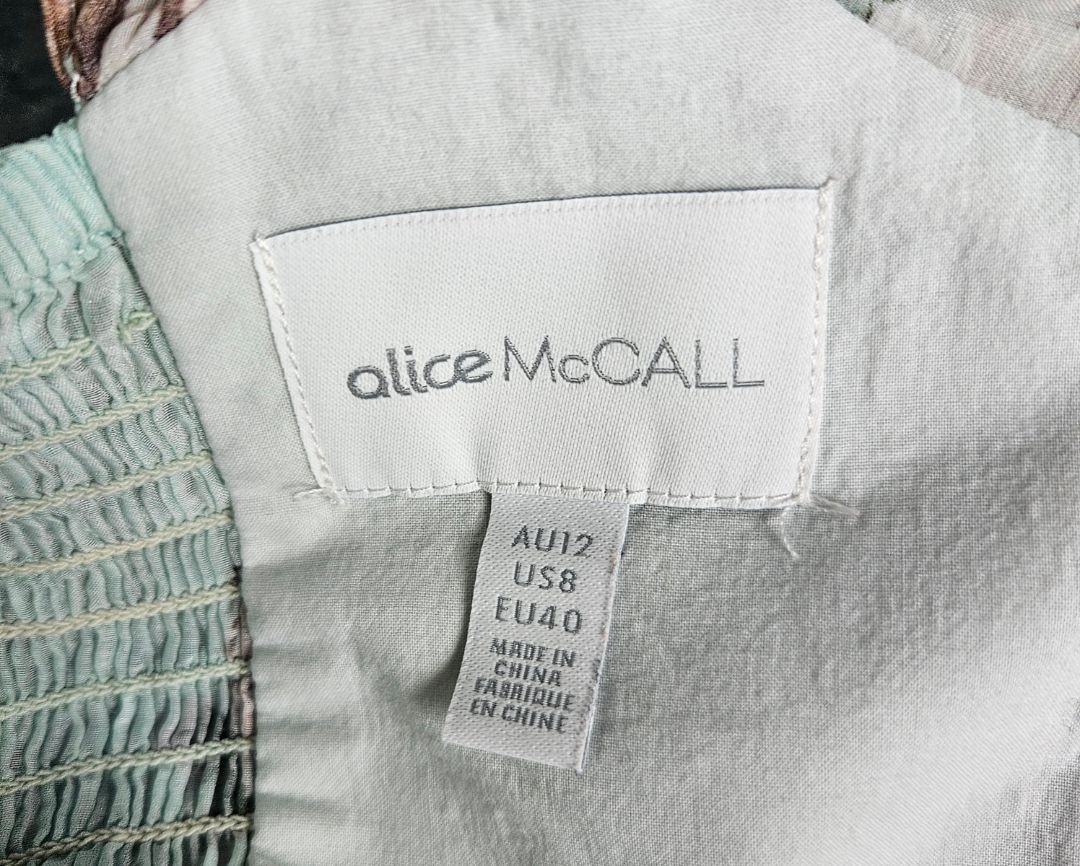 alice McCALL
AU12
US8
EU40
MADE IN
CHINA
FABRIQUE
EN CHINE